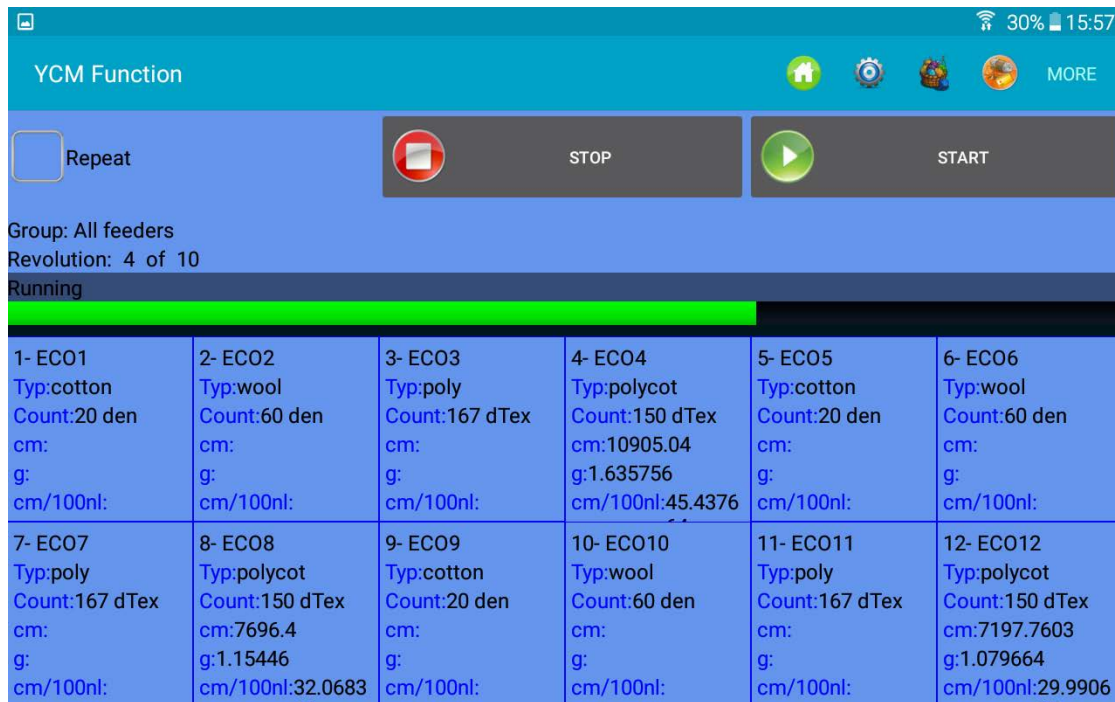 30% 15:57
YCM Function
MORE
Repeat
STOP
START
Group: All feeders
Revolution: 4 of 10
Running
1- ECO1
Typ:cotton
Count:20 den
cm:
g:
cm/100nl:
2- ECO2
Typ:wool
Count:60 den
cm:
g:
cm/100nl:
3- ECO3
Typ:poly
Count:167 dTex
cm:
g:
cm/100nl:
4- ECO4
Typ:polycot
Count:150 dTex
cm:10905.04
g:1.635756
cm/100nl:45.4376
5- ECO5
Typ:cotton
Count:20 den
cm:
g:
cm/100nl:
6- ECO6
Typ:wool
Count:60 den
cm:
g:
cm/100nl:
7- ECO7
Typ:poly
Count:167 dTex
cm:
g:
cm/100nl:
8- ECO8
Typ:polycot
Count:150 dTex
cm:7696.4
g:1.15446
cm/100nl:32.0683
9- ECO9
Typ:cotton
Count:20 den
cm:
g:
cm/100nl:
10- ECO10
Typ:wool
Count:60 den
cm:
g:
cm/100nl:
11- ECO11
Typ:poly
Count:167 dTex
cm:
g:
cm/100nl:
12- ECO12
Typ:polycot
Count:150 dTex
cm:7197.7603
g:1.079664
cm/100nl:29.9906